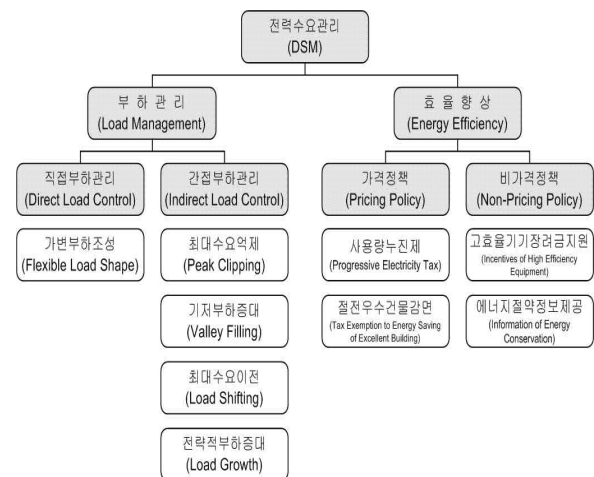 전력수요관리
(DSM)
부 하 관 리
(Load Management)
효 율 향 상
(Energy Efficiency)
직접부하관리
(Direct Load Control)
간접부하관리
(Indirect Load Control)
가격정책
(Pricing Policy)
비가격정책
(Non-Pricing Policy)
가변부하조성
(Flexible Load Shape)
최대수요억제
(Peak Clipping)
사용량누진제
(Progressive Electricity Tax)
고효율기기장려금지원
(Incentives of High Efficiency
Equipment)
기저부하증대
(Valley Filling)
절전우수건물감면
(Tax Exemption to Energy Saving
of Excellent Building)
에너지절약정보제공
(Information of Energy
Conservation)
최대수요이전
(Load Shifting)
전략적부하증대
(Load Growth)